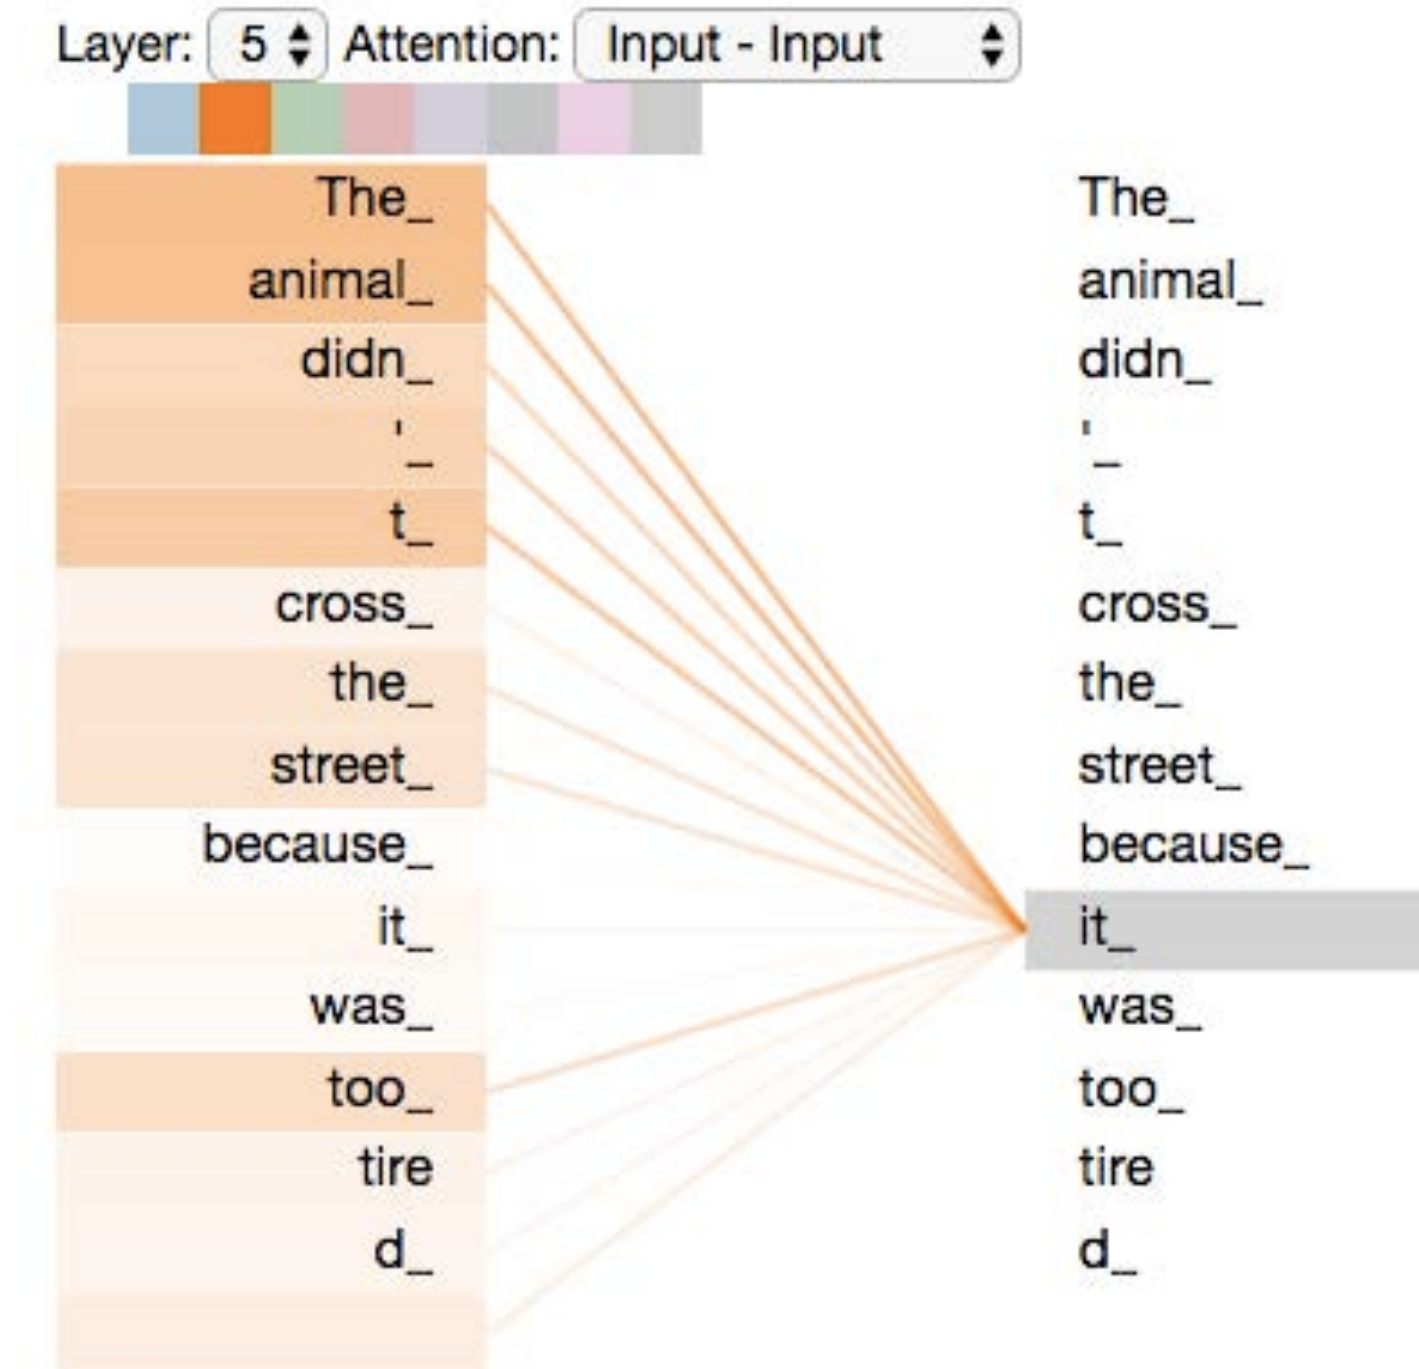 Layer: 5 Attention: Input - Input
The_ The_
animal_ animal_
didn_ didn_
'_ '_
t_ t_
cross_ cross_
the_ the_
street_ street_
because_ because_
it_ it_
was_ was_
too_ too_
tire tire
d_ d_